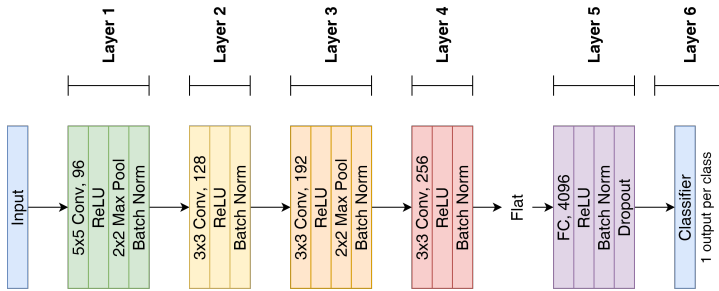 Layer 1
Layer 2
Layer 3
Layer 4
Layer 5
Layer 6
Input
5x5 Conv, 96
ReLU
2x2 Max Pool
Batch Norm
3x3 Conv, 128
ReLU
Batch Norm
3x3 Conv, 192
ReLU
2x2 Max Pool
Batch Norm
3x3 Conv, 256
ReLU
Batch Norm
Flat
FC, 4096
ReLU
Batch Norm
Dropout
Classifier
1 output per class